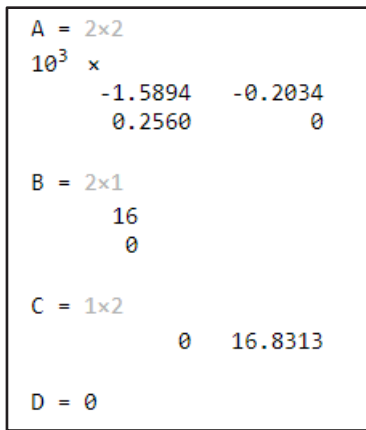 A = 2×2
10³ ×
-1.5894 -0.2034
0.2560 0
B = 2×1
16
0
C = 1×2
0 16.8313
D = 0